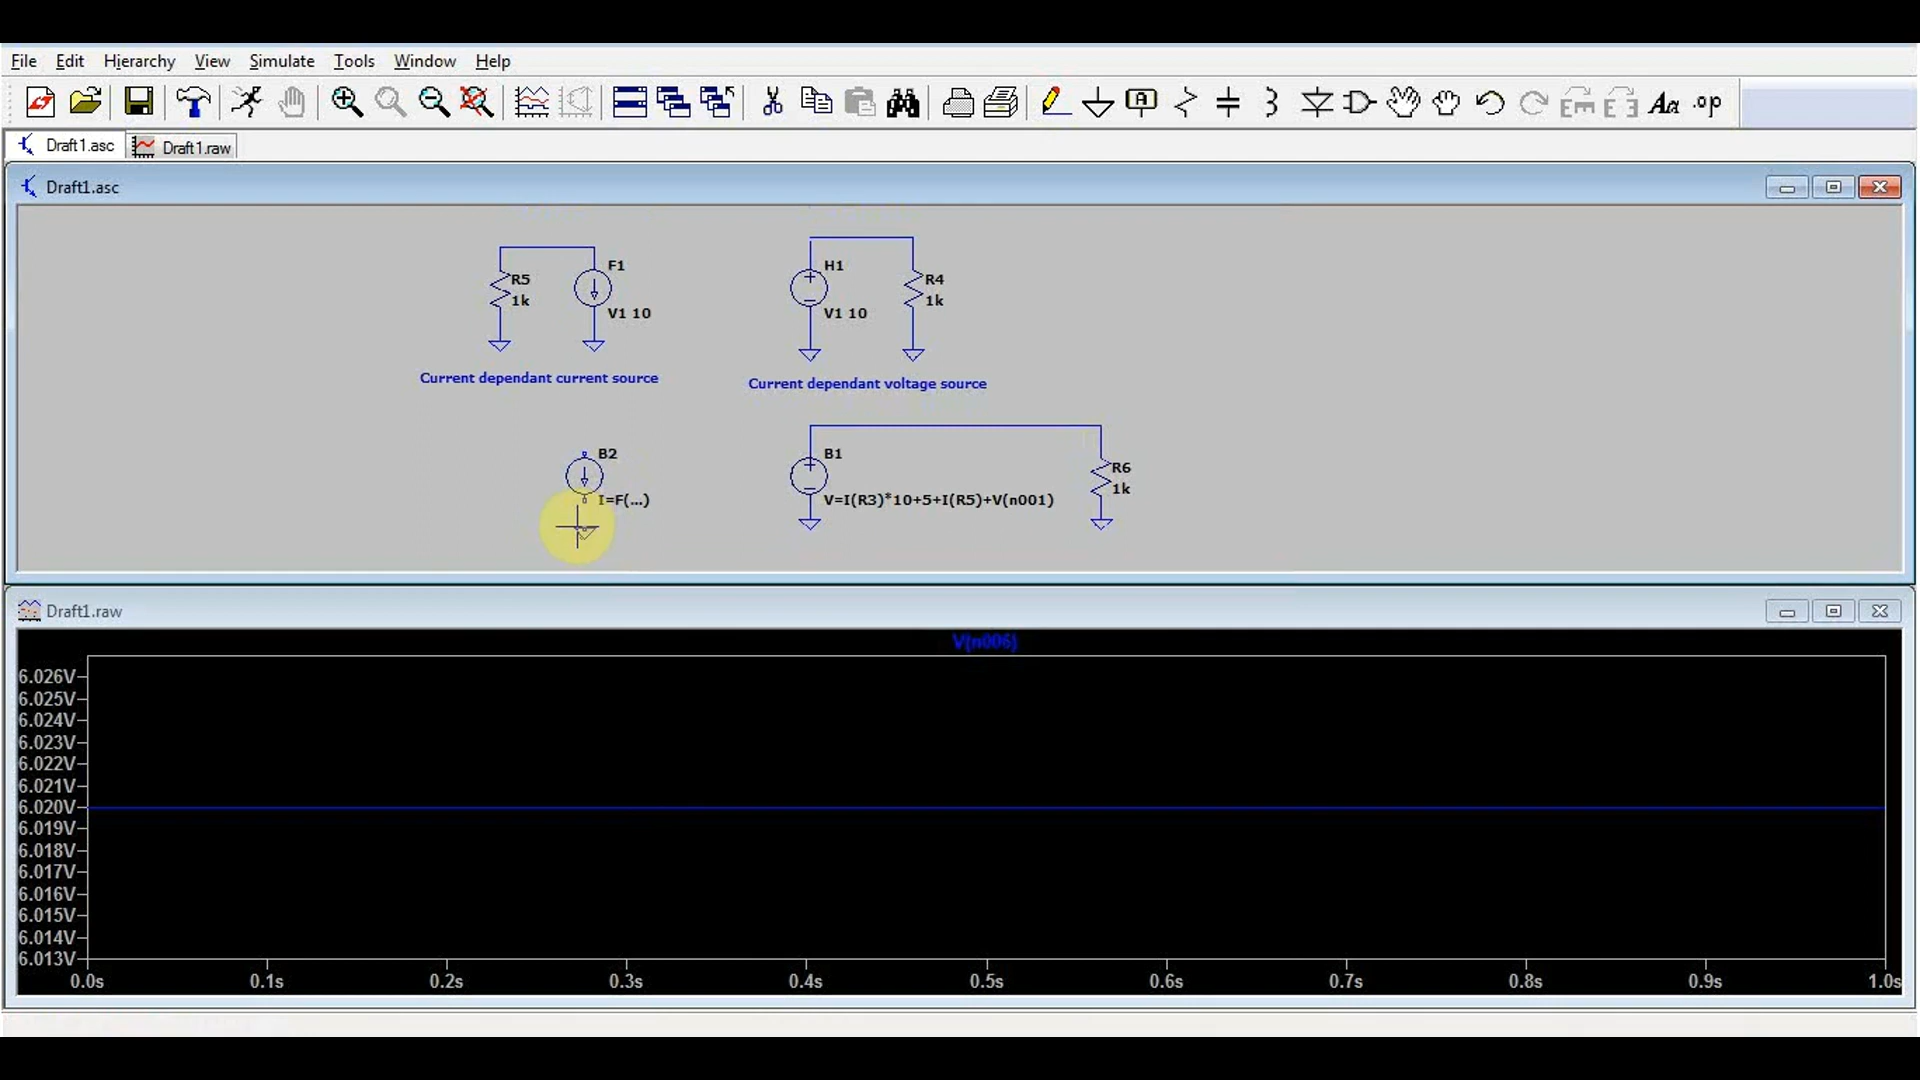 File Edit Hierarchy View Simulate Tools Window Help
A Aa .op
Draft1.asc Draft1.raw
Draft1.asc
R5
1k
F1
V1 10
H1
V1 10
R4
1k
Current dependant current source
Current dependant voltage source
B2
I=F(...)
B1
V=I(R3)*10+5+I(R5)+V(n001)
R6
1k
Draft1.raw
V(n006)
6.026V
6.025V
6.024V
6.023V
6.022V
6.021V
6.020V
6.019V
6.018V
6.017V
6.016V
6.015V
6.014V
6.013V
0.0s 0.1s 0.2s 0.3s 0.4s 0.5s 0.6s 0.7s 0.8s 0.9s 1.0s